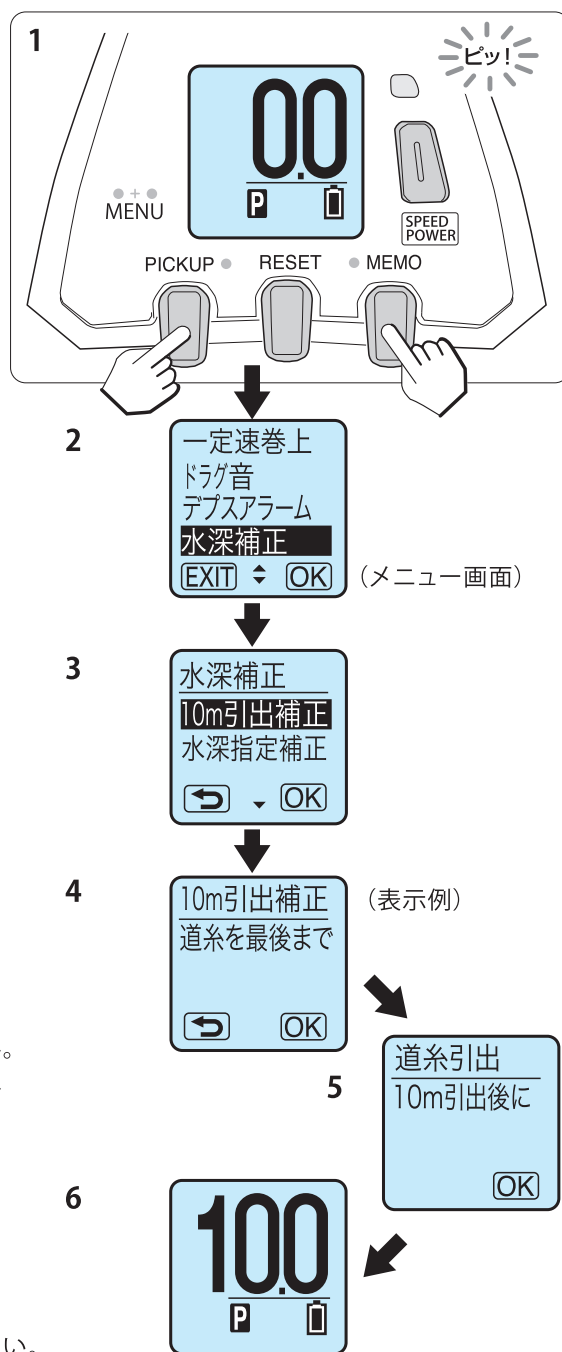 1
ピッ!
0.0
P
MENU
SPEED
POWER
PICKUP RESET MEMO
2
一定速巻上
ドラグ音
デプスアラーム
水深補正
EXIT OK
(メニュー画面)
3
水深補正
10m引出補正
水深指定補正
OK
4
10m引出補正
(表示例)
道糸を最後まで
OK
。
5
道糸引出
10m引出後に
OK
6
10.0
P
い。